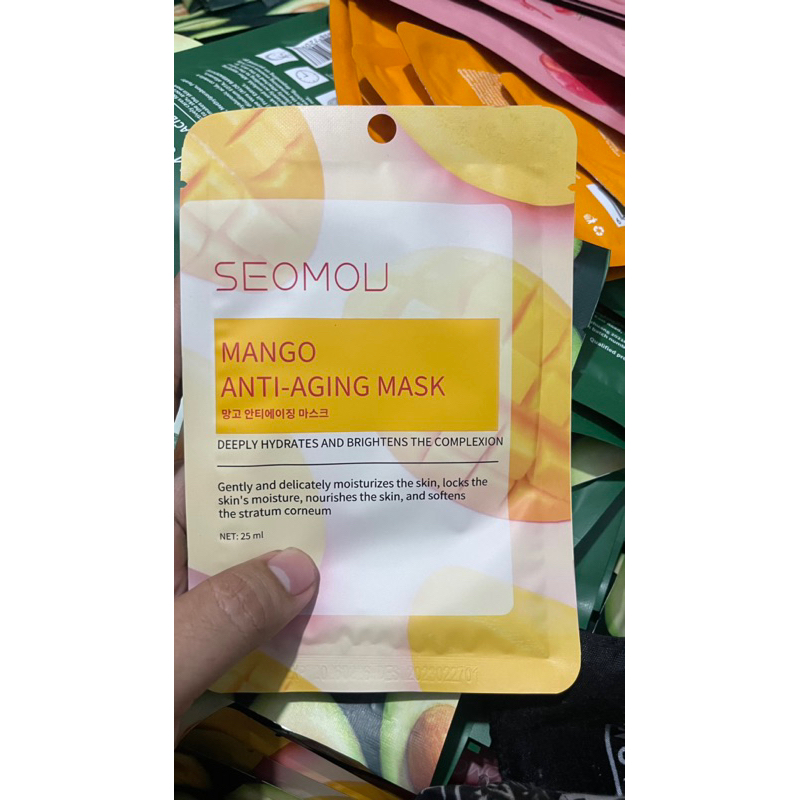 SEOMOU
MANGO
ANTI-AGING MASK
망고 안티에이징 마스크
DEEPLY HYDRATES AND BRIGHTENS THE COMPLEXION
Gently and delicately moisturizes the skin, locks the
skin's moisture, nourishes the skin, and softens
the stratum corneum
NET: 25 ml
Qualified